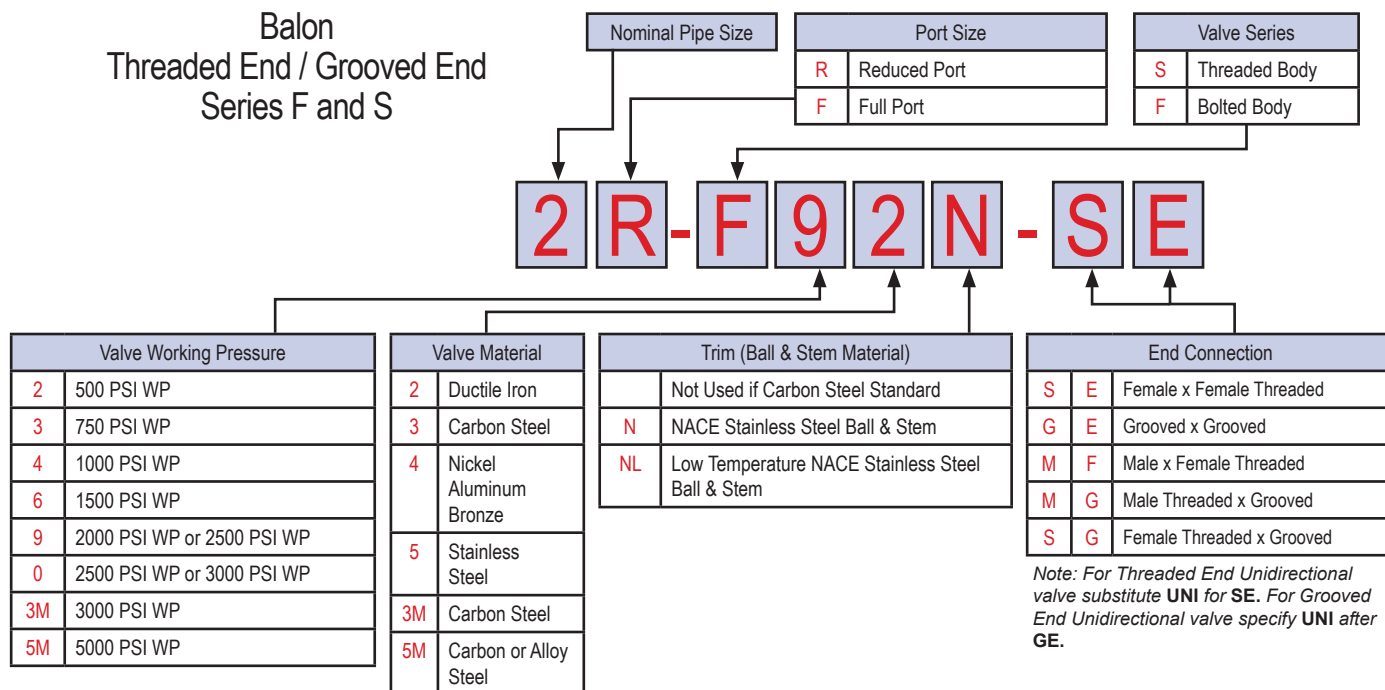 Balon
Threaded End / Grooved End
Series F and S
Nominal Pipe Size
Port Size
R Reduced Port
F Full Port
Valve Series
S Threaded Body
F Bolted Body
2R-F92N-SE
Valve Working Pressure
2 500 PSI WP
3 750 PSI WP
4 1000 PSI WP
6 1500 PSI WP
9 2000 PSI WP or 2500 PSI WP
0 2500 PSI WP or 3000 PSI WP
3M 3000 PSI WP
5M 5000 PSI WP
Valve Material
2 Ductile Iron
3 Carbon Steel
4 Nickel
Aluminum
Bronze
5 Stainless
Steel
3M Carbon Steel
5M Carbon or Alloy
Steel
Trim (Ball & Stem Material)
Not Used if Carbon Steel Standard
N NACE Stainless Steel Ball & Stem
NL Low Temperature NACE Stainless Steel
Ball & Stem
End Connection
S E Female x Female Threaded
G E Grooved x Grooved
M F Male x Female Threaded
M G Male Threaded x Grooved
S G Female Threaded x Grooved
Note: For Threaded End Unidirectional
valve substitute UNI for SE. For Grooved
End Unidirectional valve specify UNI after
GE.